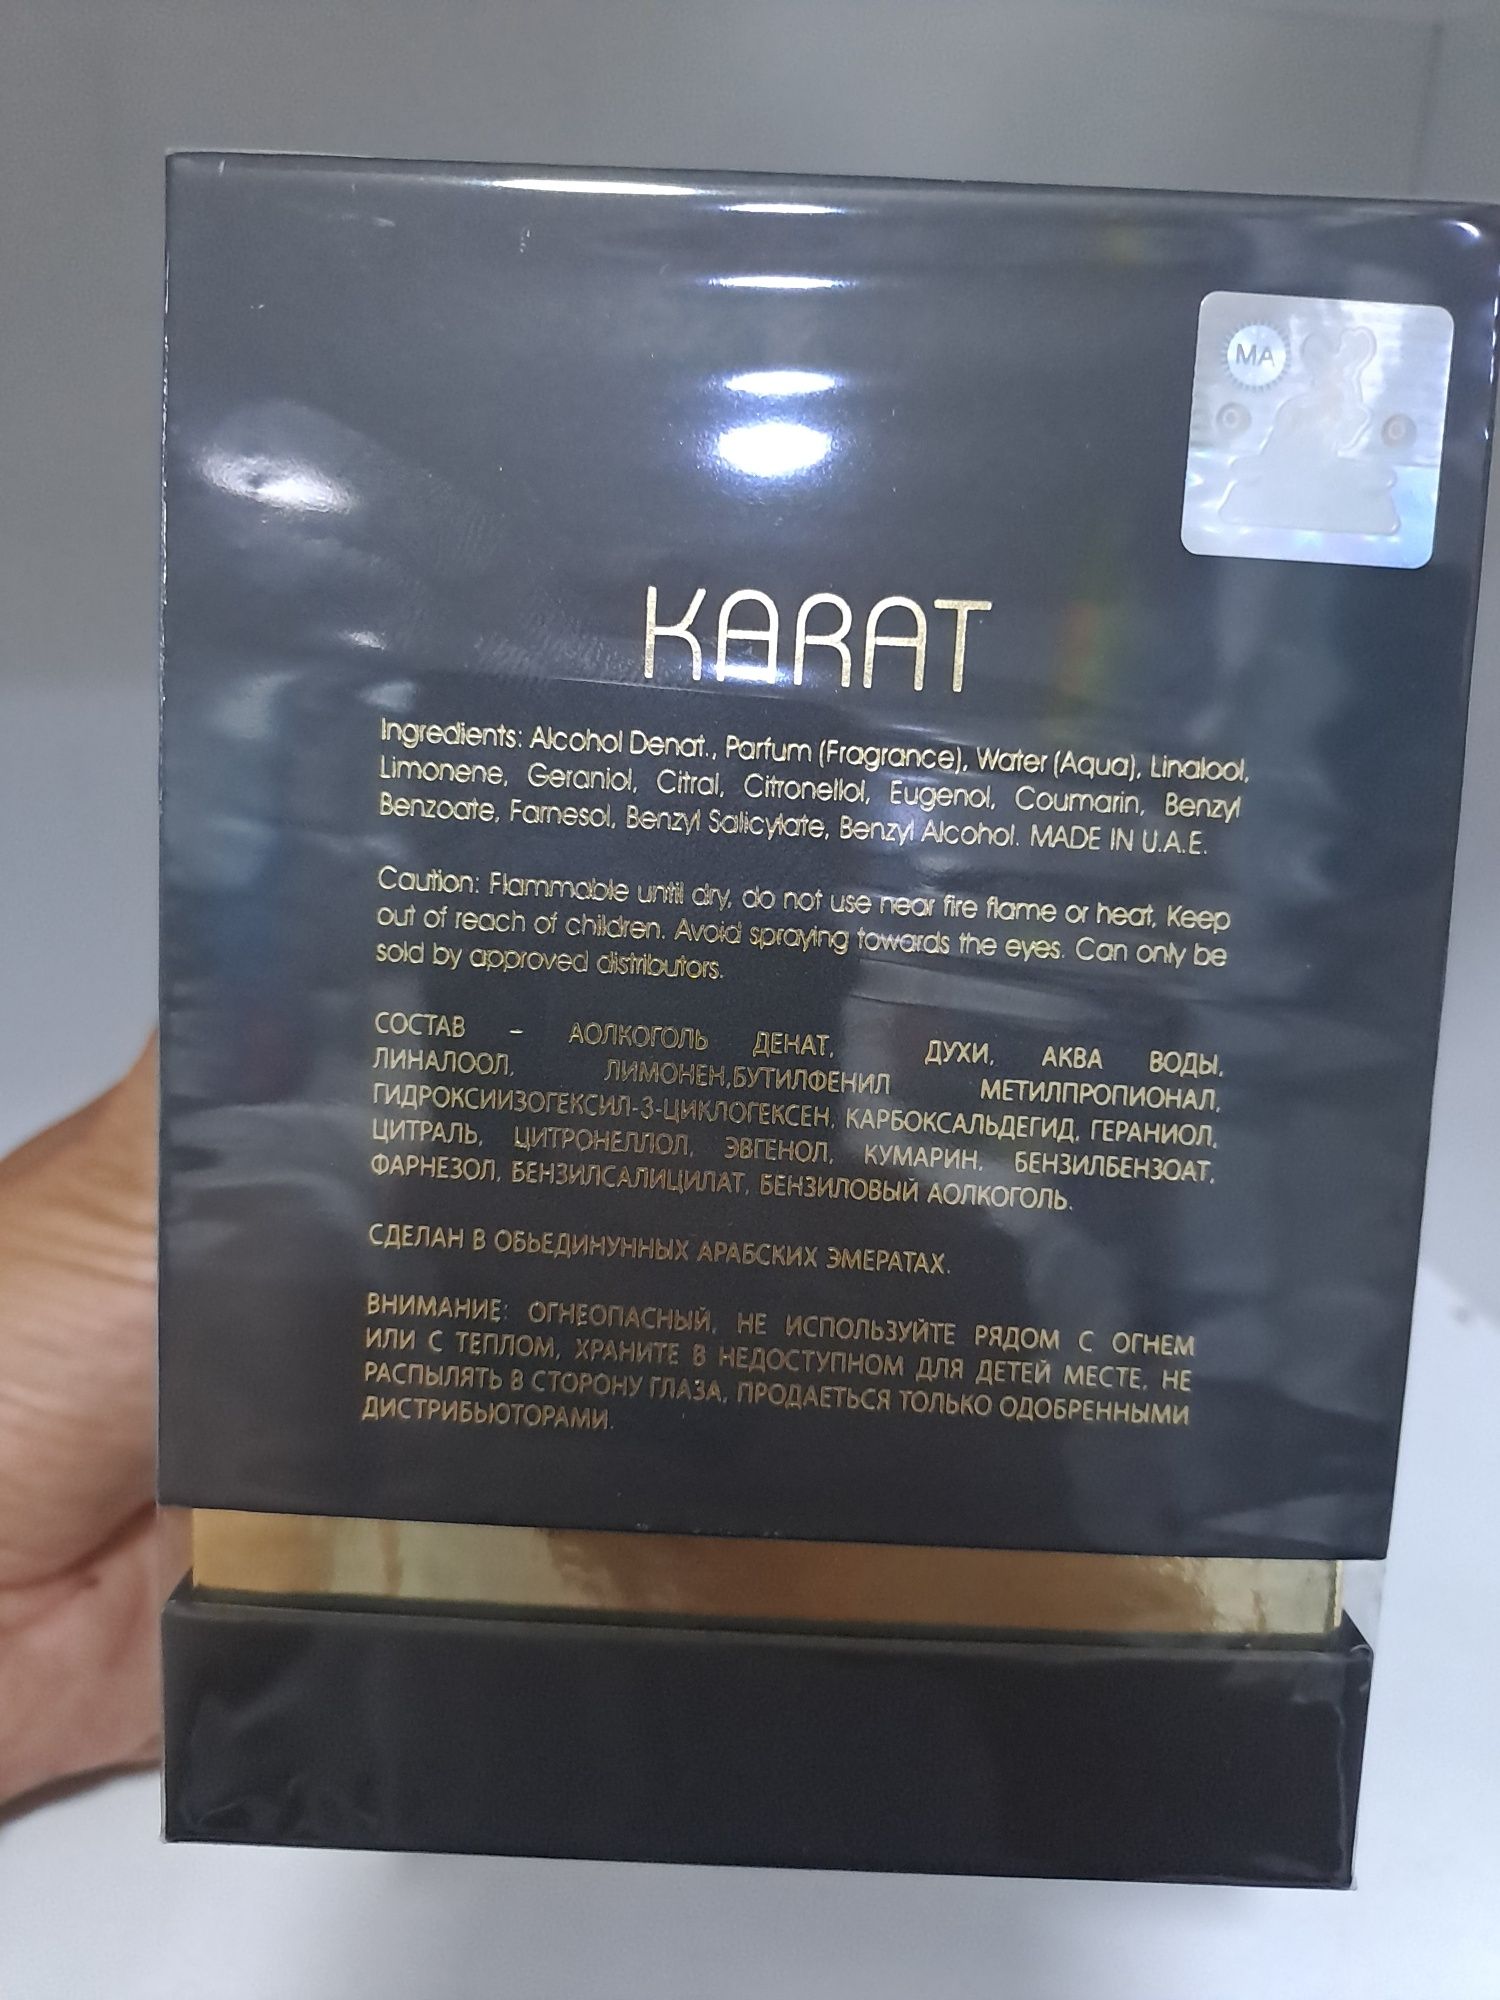 MA
KARAT
Ingredients: Alcohol Denat., Parfum (Fragrance), Water (Aqua), Linalool,
Limonene, Geraniol, Citral, Citronellol, Eugenol, Coumarin, Benzyl
Benzoate, Farnesol, Benzyl Salicylate, Benzyl Alcohol. MADE IN U.A.E.
Caution: Flammable until dry, do not use near fire flame or heat, Keep
out of reach of children. Avoid spraying towards the eyes. Can only be
sold by approved distributors.
СОСТАВ – АОЛКОГОЛЬ ДЕНАТ, ДУХИ, АКВА ВОДЫ,
ЛИНАЛООЛ, ЛИМОНЕН,БУТИЛФЕНИЛ МЕТИЛПРОПИОНАЛ,
ГИДРОКСИИЗОГЕКСИЛ-3-ЦИКЛОГЕКСЕН, КАРБОКСАЛЬДЕГИД, ГЕРАНИОЛ,
ЦИТРАЛЬ, ЦИТРОНЕЛЛОЛ, ЭВГЕНОЛ, КУМАРИН, БЕНЗИЛБЕНЗОАТ,
ФАРНЕЗОЛ, БЕНЗИЛСАЛИЦИЛАТ, БЕНЗИЛОВЫЙ АОЛКОГОЛЬ.
СДЕЛАН В ОБЬЕДИНУННЫХ АРАБСКИХ ЭМЕРАТАХ.
ВНИМАНИЕ: ОГНЕОПАСНЫЙ, НЕ ИСПОЛЬЗУЙТЕ РЯДОМ С ОГНЕМ
ИЛИ С ТЕПЛОМ, ХРАНИТЕ В НЕДОСТУПНОМ ДЛЯ ДЕТЕЙ МЕСТЕ, НЕ
РАСПЫЛЯТЬ В СТОРОНУ ГЛАЗА, ПРОДАЕТЬСЯ ТОЛЬКО ОДОБРЕННЫМИ
ДИСТРИБЬЮТОРАМИ.